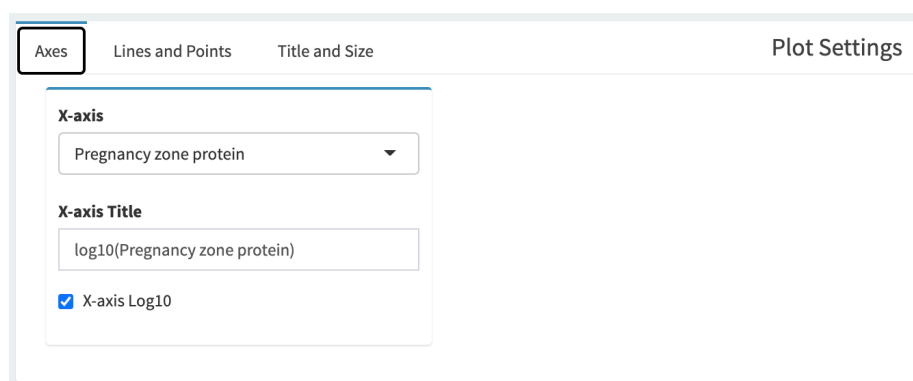 Axes
Lines and Points
Title and Size
Plot Settings
X-axis
Pregnancy zone protein
X-axis Title
log10(Pregnancy zone protein)
X-axis Log10